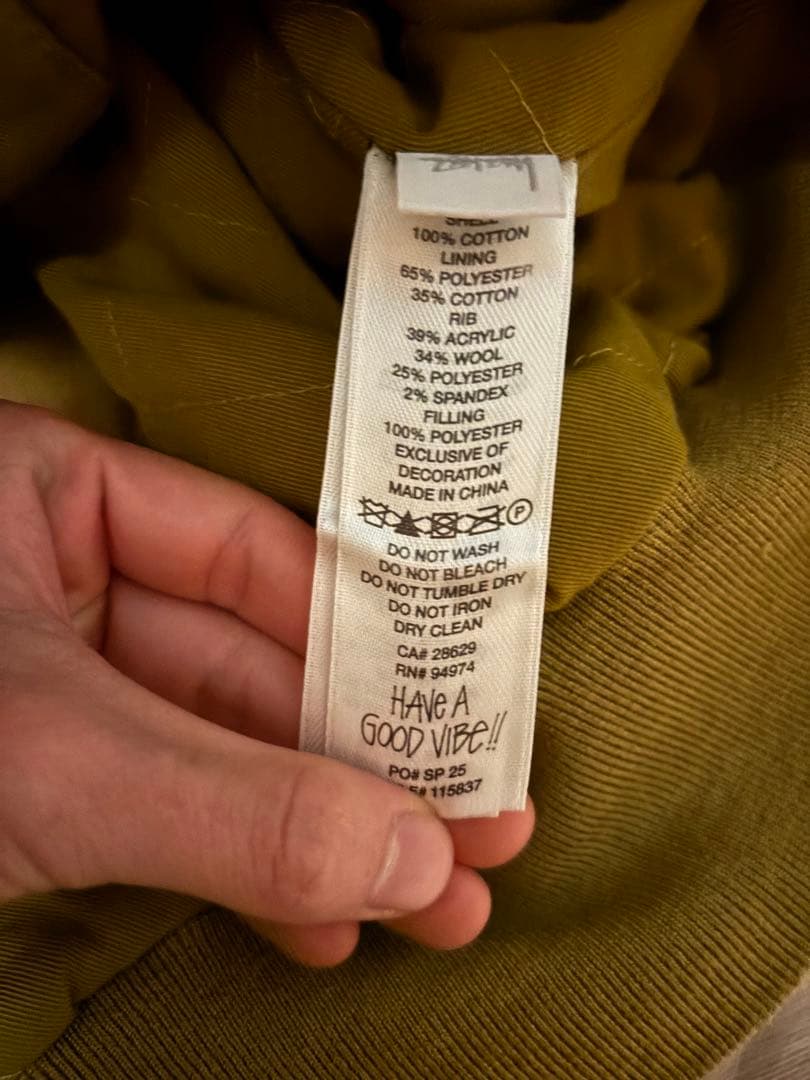 SHELL
100% COTTON
LINING
65% POLYESTER
35% COTTON
RIB
39% ACRYLIC
34% WOOL
25% POLYESTER
2% SPANDEX
FILLING
100% POLYESTER
EXCLUSIVE OF
DECORATION
MADE IN CHINA
P
DO NOT WASH
DO NOT BLEACH
DO NOT TUMBLE DRY
DO NOT IRON
DRY CLEAN
CA# 28629
RN# 94974
HAVE A
GOOD VIBE!!
PO# SP 25
E# 115837